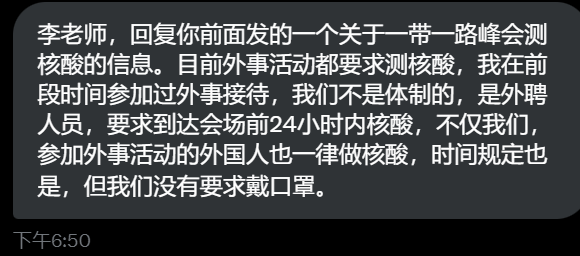 李老师，回复你前面发的一个关于一带一路峰会测
核酸的信息。目前外事活动都要求测核酸，我在前
段时间参加过外事接待，我们不是体制的，是外聘
人员，要求到达会场前24小时内核酸，不仅我们，
参加外事活动的外国人也一律做核酸，时间规定也
是，但我们没有要求戴口罩。
下午6:50